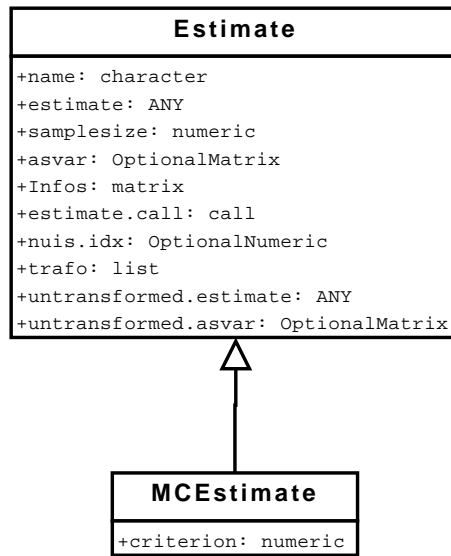 Estimate
+name: character
+estimate: ANY
+samplesize: numeric
+asvar: OptionalMatrix
+Infos: matrix
+estimate.call: call
+nuis.idx: OptionalNumeric
+trafo: list
+untransformed.estimate: ANY
+untransformed.asvar: OptionalMatrix
MCEstimate
+criterion: numeric